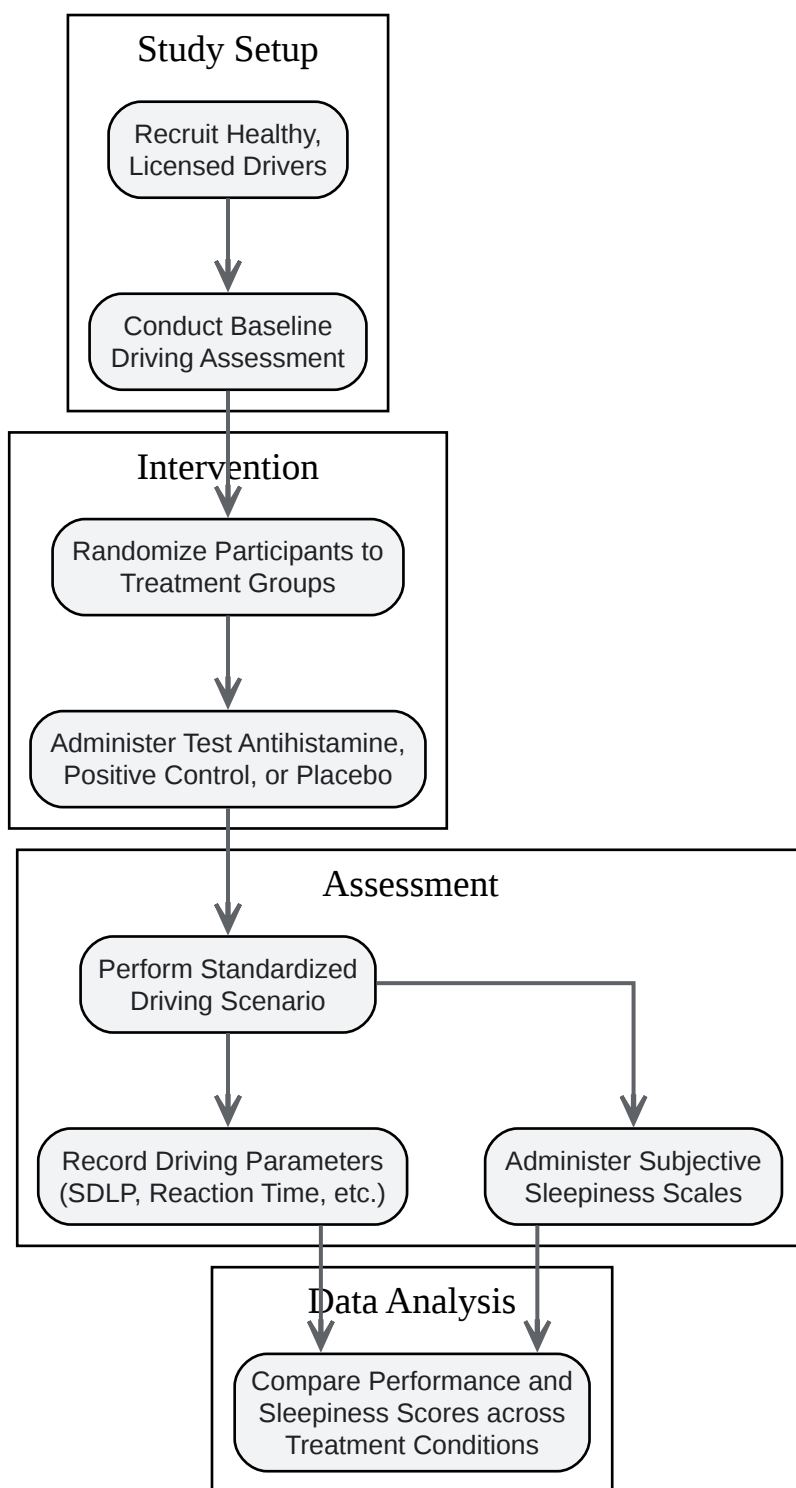 Study Setup
Recruit Healthy,
Licensed Drivers
Conduct Baseline
Driving Assessment
Intervention
Randomize Participants to
Treatment Groups
Administer Test Antihistamine,
Positive Control, or Placebo
Assessment
Perform Standardized
Driving Scenario
Record Driving Parameters
(SDLP, Reaction Time, etc.)
Administer Subjective
Sleepiness Scales
Data Analysis
Compare Performance and
Sleepiness Scores across
Treatment Conditions